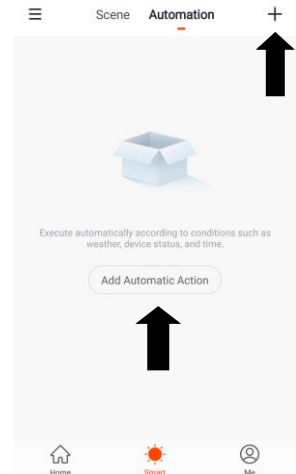 Scene Automation
Execute automatically according to conditions such as
weather, device status, and time.
Add Automatic Action
Home Smart Me